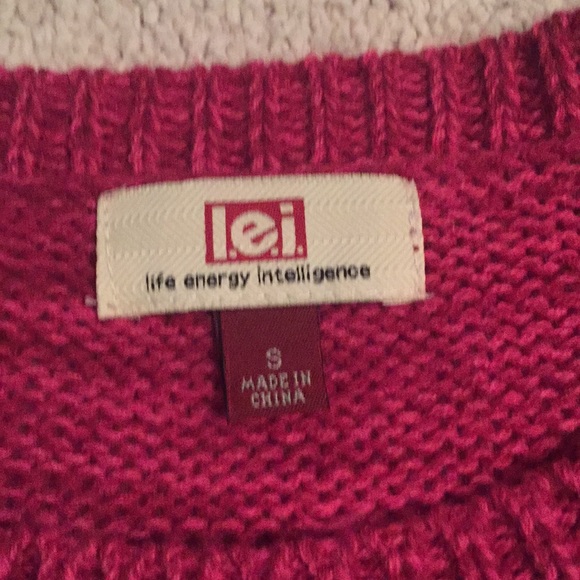 l.e.i.
life energy intelligence
S
MADE IN
CHINA